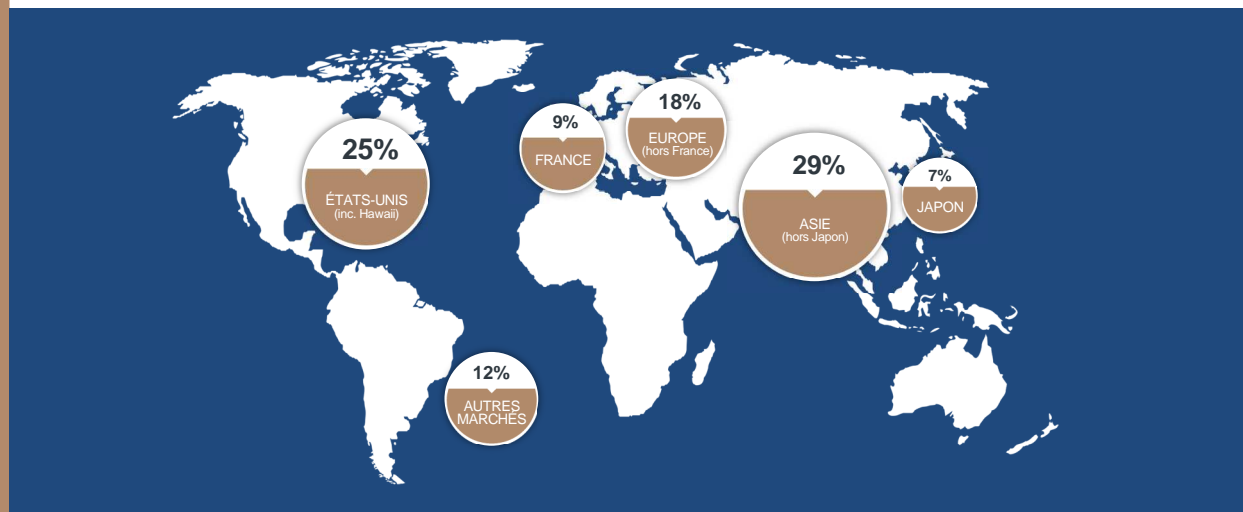 25%
ÉTATS-UNIS
(inc. Hawaii)
9%
FRANCE
18%
EUROPE
(hors France)
29%
ASIE
(hors Japon)
7%
JAPON
12%
AUTRES
MARCHÉS